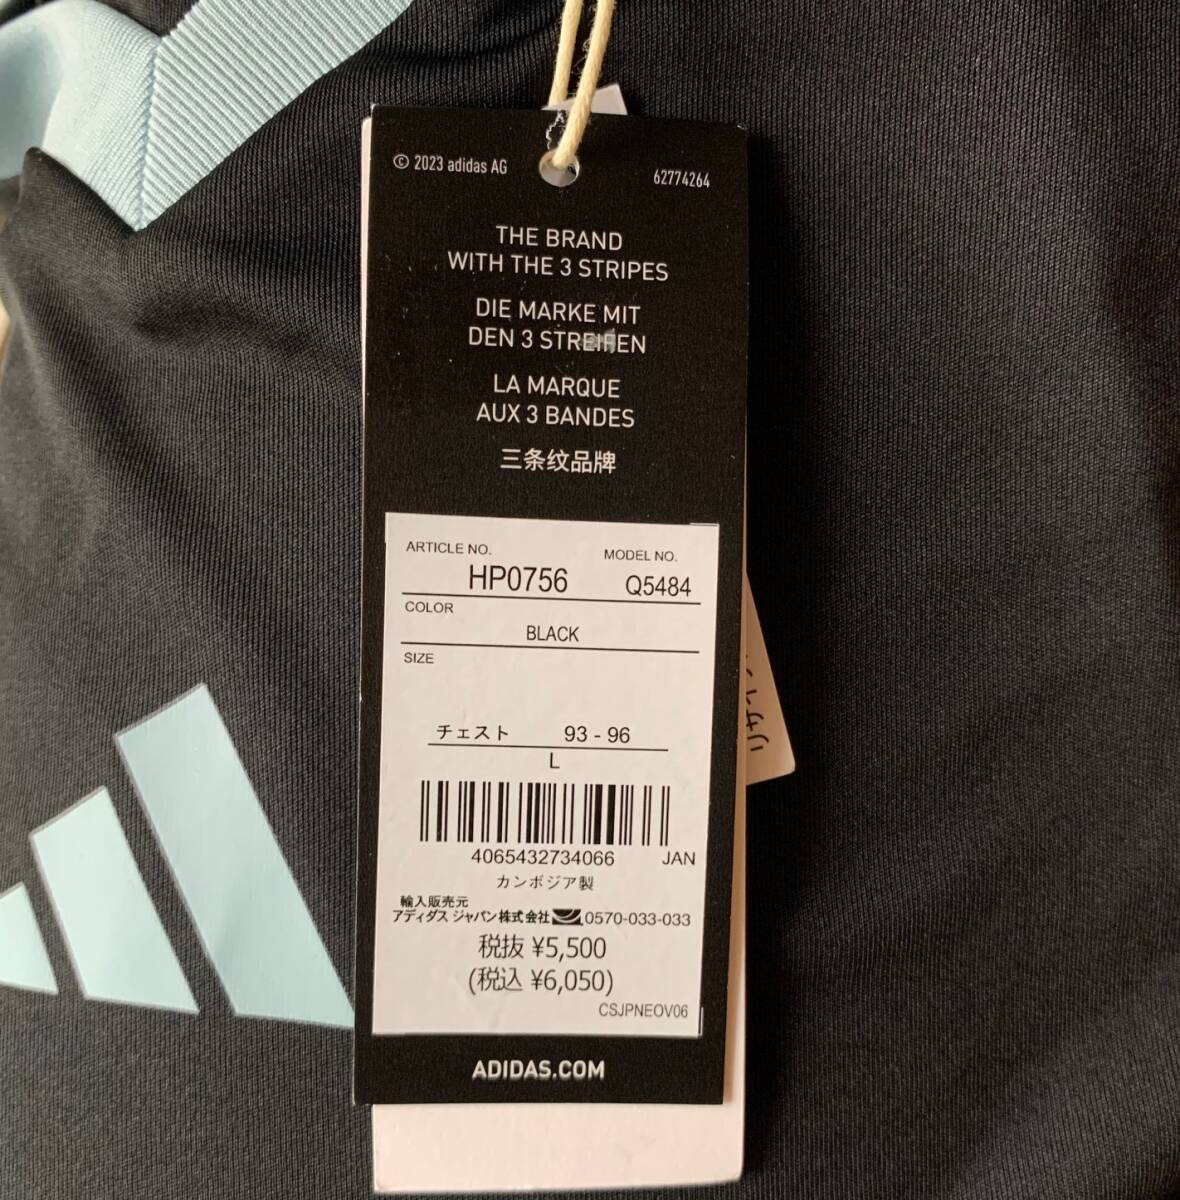 © 2023 adidas AG
62774264
THE BRAND
WITH THE 3 STRIPES
DIE MARKE MIT
DEN 3 STREIFEN
LA MARQUE
AUX 3 BANDES
三条纹品牌
ARTICLE NO. MODEL NO.
HP0756 Q5484
COLOR
BLACK
SIZE
チェスト 93 - 96
L
4065432734066 JAN
カンボジア製
輸入販売元
アディダス ジャパン株式会社 0570-033-033
税抜 ¥5,500
(税込 ¥6,050)
CSJPNEOV06
ADIDAS.COM